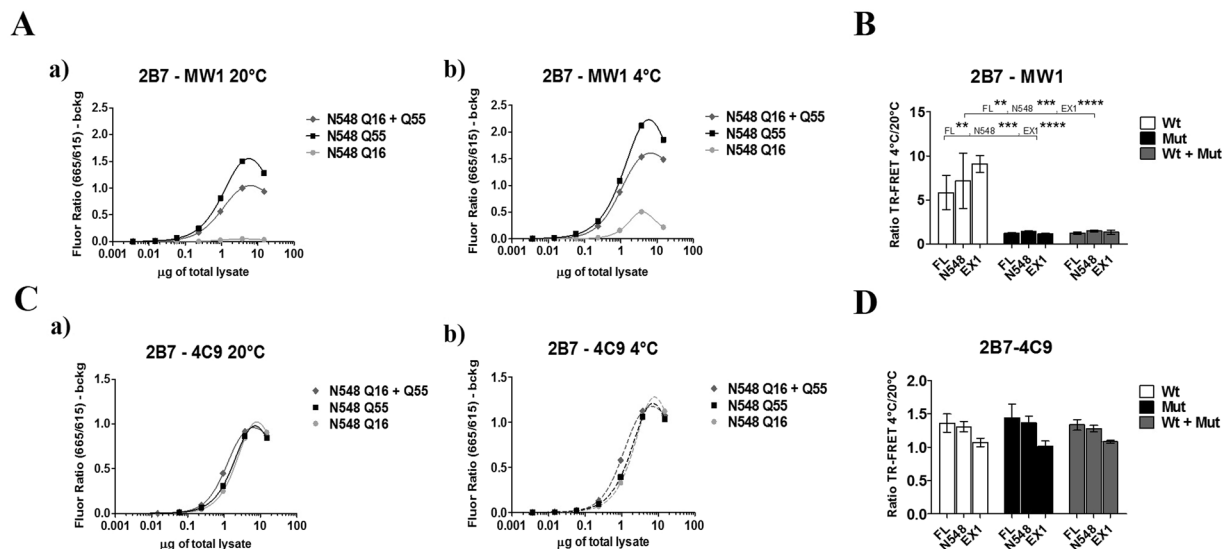 A
a)
2B7 - MW1 20°C
Fluor Ratio (665/615) - bckg
2.5
2.0
1.5
1.0
0.5
0.0
0.001 0.01 0.1 1 10 100
µg of total lysate
N548 Q16 + Q55
N548 Q55
N548 Q16
b)
2B7 - MW1 4°C
Fluor Ratio (665/615) - bckg
2.5
2.0
1.5
1.0
0.5
0.0
0.001 0.01 0.1 1 10 100
µg of total lysate
N548 Q16 + Q55
N548 Q55
N548 Q16
B
2B7 - MW1
Ratio TR-FRET 4°C/20°C
15
10
5
0
FL **, N548 ***, EX1 ****
FL **, N548 ***, EX1 ****
FL N548 EX1 FL N548 EX1 FL N548 EX1
Wt
Mut
Wt + Mut
C
a)
2B7 - 4C9 20°C
Fluor Ratio (665/615) - bckg
1.5
1.0
0.5
0.0
0.001 0.01 0.1 1 10 100
µg of total lysate
N548 Q16 + Q55
N548 Q55
N548 Q16
b)
2B7 - 4C9 4°C
Fluor Ratio (665/615) - bckg
1.5
1.0
0.5
0.0
0.001 0.01 0.1 1 10 100
µg of total lysate
N548 Q16 + Q55
N548 Q55
N548 Q16
D
2B7-4C9
Ratio TR-FRET 4°C/20°C
2.0
1.5
1.0
0.5
0.0
FL N548 EX1 FL N548 EX1 FL N548 EX1
Wt
Mut
Wt + Mut